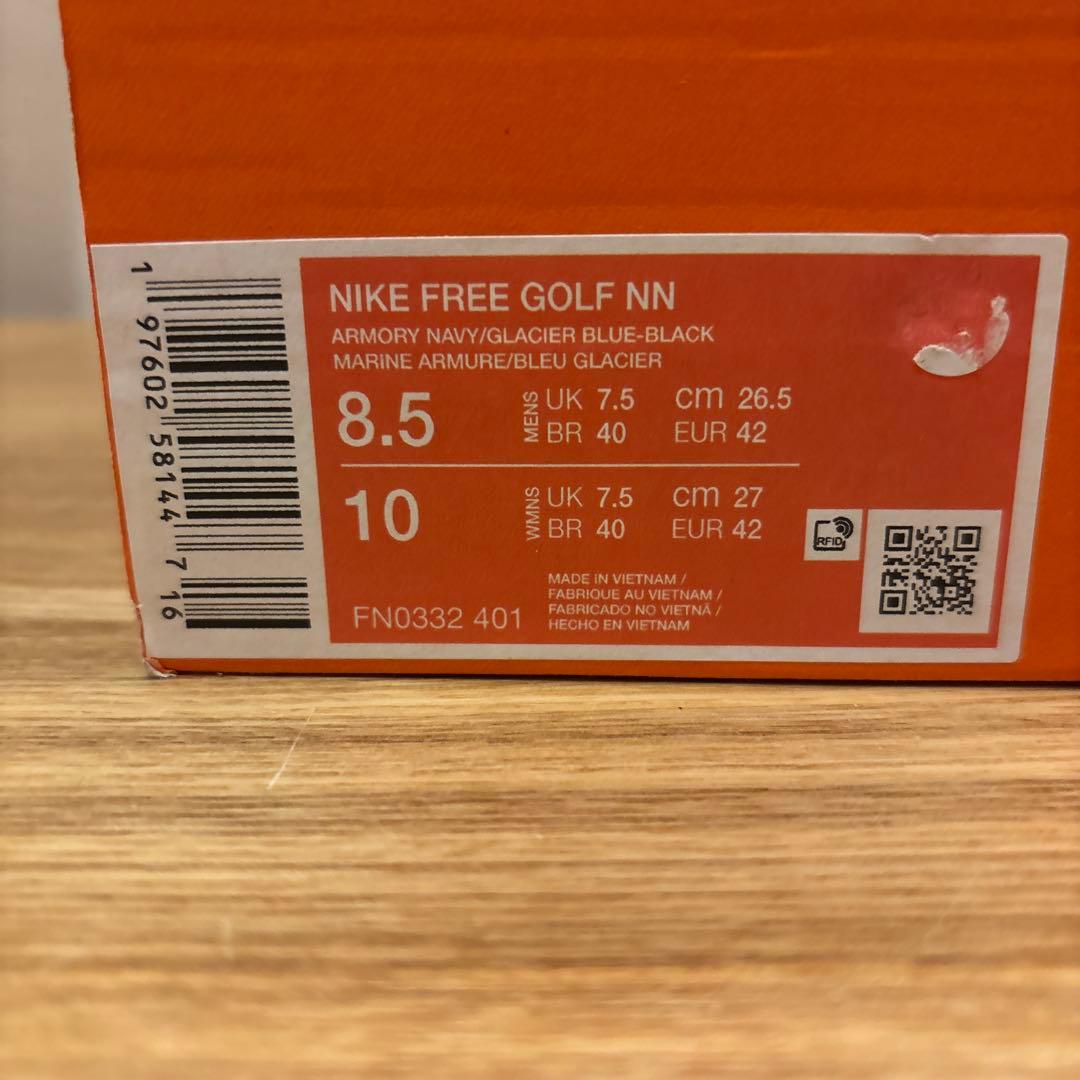 1 97602 58144 7 16
NIKE FREE GOLF NN
ARMORY NAVY/GLACIER BLUE-BLACK
MARINE ARMURE/BLEU GLACIER
8.5 MENS UK 7.5 cm 26.5
BR 40 EUR 42
10 WMNS UK 7.5 cm 27
BR 40 EUR 42
RFID
MADE IN VIETNAM /
FABRIQUE AU VIETNAM /
FABRICADO NO VIETNÃ /
HECHO EN VIETNAM
FN0332 401